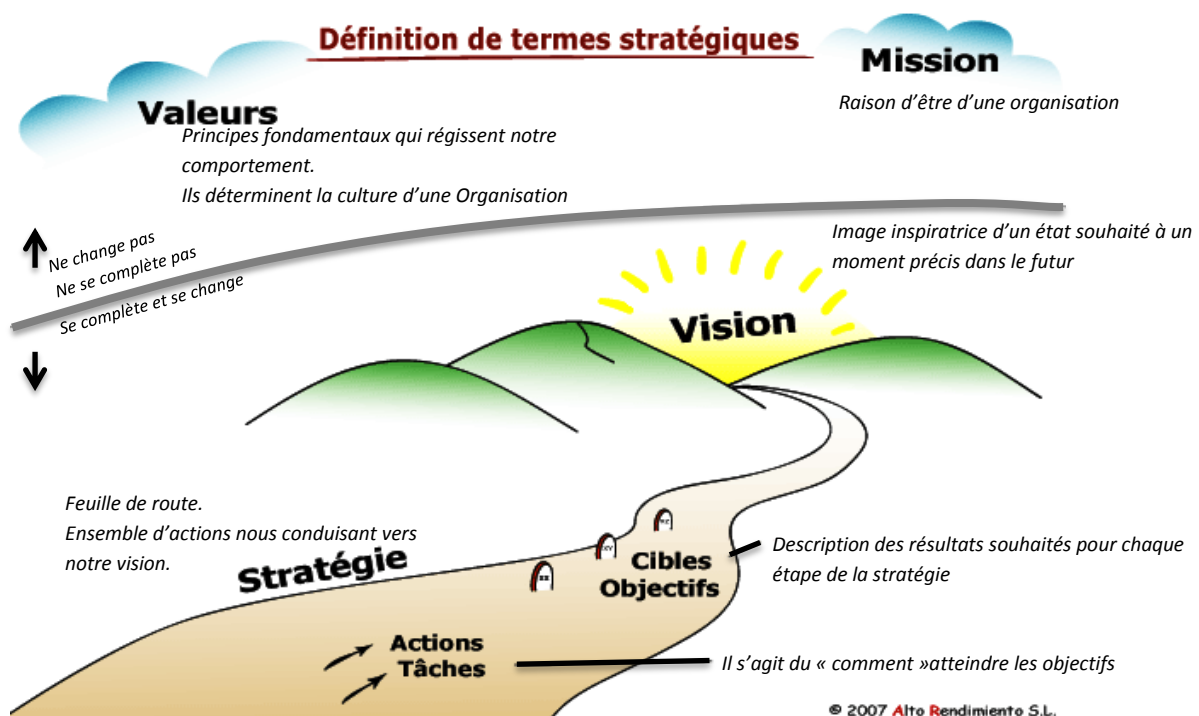 Définition de termes stratégiques
Mission
Raison d'être d'une organisation
Valeurs
Principes fondamentaux qui régissent notre
comportement.
Ils déterminent la culture d'une Organisation
Ne change pas
Ne se complète pas
Se complète et se change
Image inspiratrice d'un état souhaité à un
moment précis dans le futur
Vision
Feuille de route.
Ensemble d'actions nous conduisant vers
notre vision.
Stratégie
Cibles
Objectifs
Description des résultats souhaités pour chaque
étape de la stratégie
Actions
Tâches
Il s'agit du « comment »atteindre les objectifs
© 2007 Alto Rendimiento S.L.